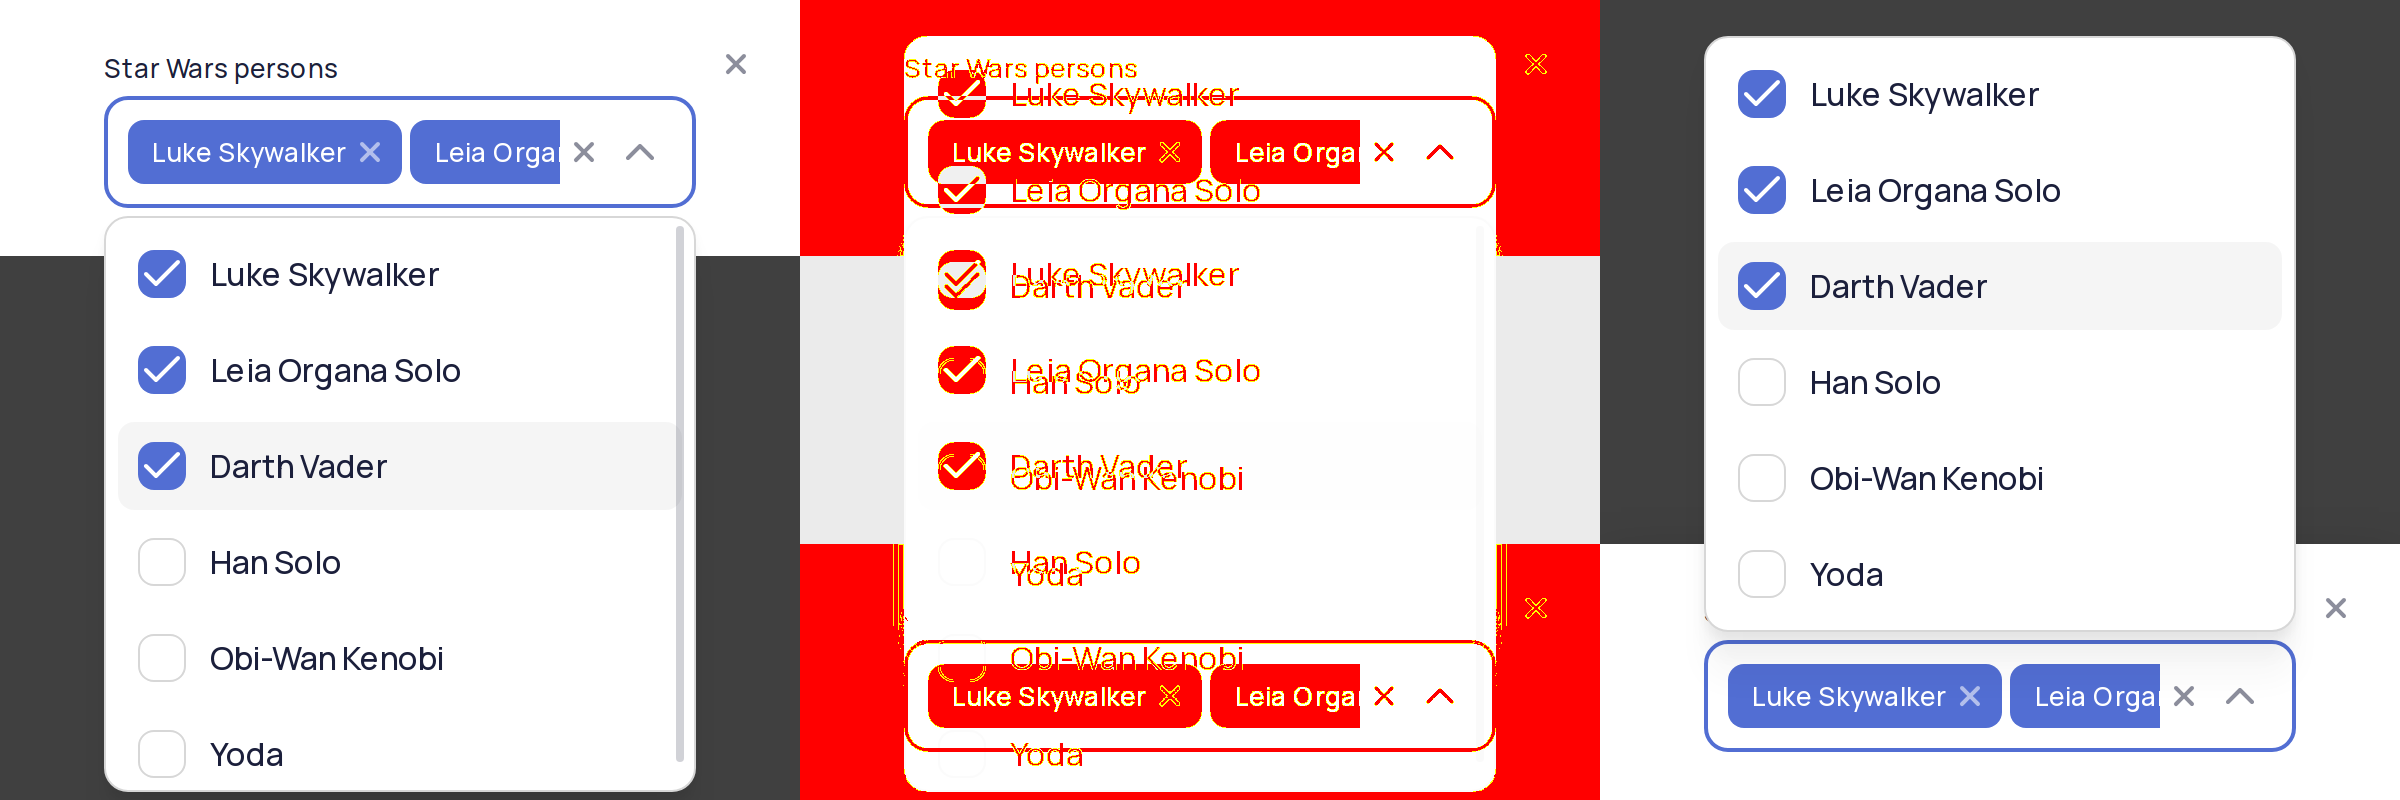 Star Wars persons
Luke Skywalker
Leia Orga
Luke Skywalker
Leia Organa Solo
Darth Vader
Han Solo
Obi-Wan Kenobi
Yoda
Star Wars persons
Luke Skywalker
Luke Skywalker
Leia Orga
Leia Organa Solo
Luke Skywalker
Darth Vader
Leia Organa Solo
Han Solo
Darth Vader
Obi-Wan Kenobi
Han Solo
Yoda
Obi-Wan Kenobi
Luke Skywalker
Leia Orga
Yoda
Luke Skywalker
Leia Organa Solo
Darth Vader
Han Solo
Obi-Wan Kenobi
Yoda
Luke Skywalker
Leia Orga